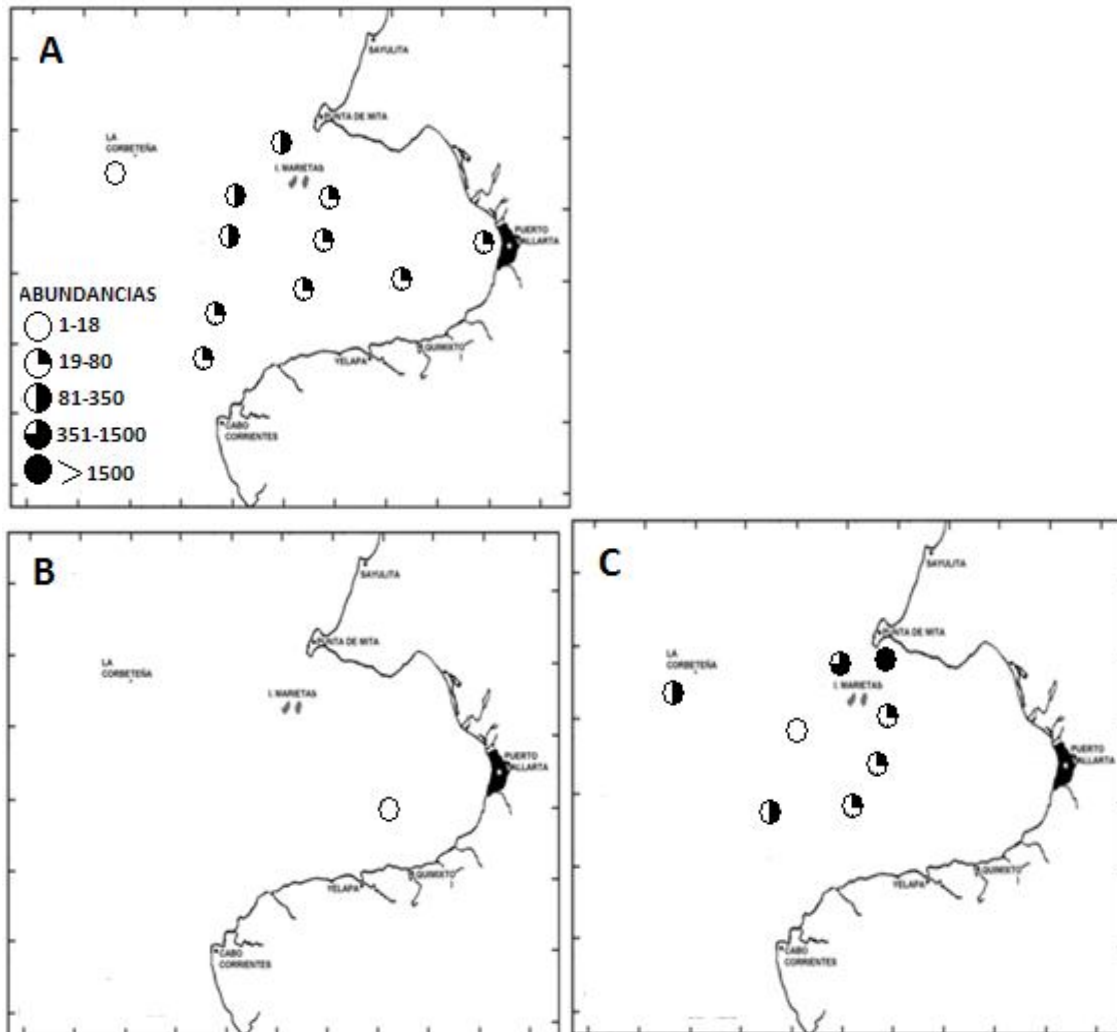 A
SAYULITA
PUNTA DE MITA
LA
CORBETEÑA
I. MARIETAS
PUERTO
VALLARTA
ABUNDANCIAS
1-18
19-80
81-350
351-1500
>1500
YELAPA
QUIMIXTO
CABO
CORRIENTES
B
SAYULITA
PUNTA DE MITA
LA
CORBETEÑA
I. MARIETAS
PUERTO
VALLARTA
YELAPA
QUIMIXTO
CABO
CORRIENTES
C
SAYULITA
PUNTA DE MITA
LA
CORBETEÑA
I. MARIETAS
PUERTO
VALLARTA
YELAPA
QUIMIXTO
CABO
CORRIENTES